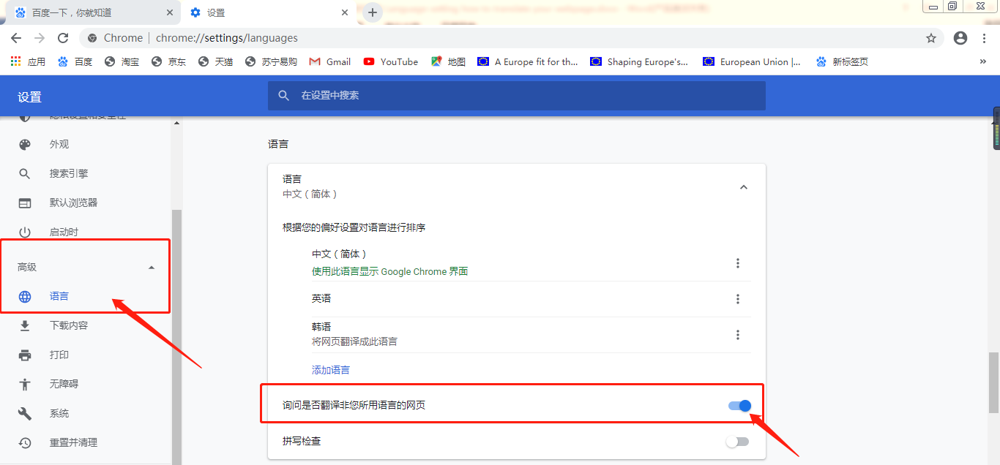 百度一下，你就知道
设置
Chrome
chrome://settings/languages
应用
百度
淘宝
京东
天猫
苏宁易购
Gmail
YouTube
地图
A Europe fit for th...
Shaping Europe's...
European Union |...
新标签页
»
设置
在设置中搜索
隐私设置和安全性
外观
搜索引擎
默认浏览器
启动时
高级
语言
下载内容
打印
无障碍
系统
重置并清理
语言
语言
中文（简体）
根据您的偏好设置对语言进行排序
中文（简体）
使用此语言显示 Google Chrome 界面
英语
韩语
将网页翻译成此语言
添加语言
询问是否翻译非您所用语言的网页
拼写检查